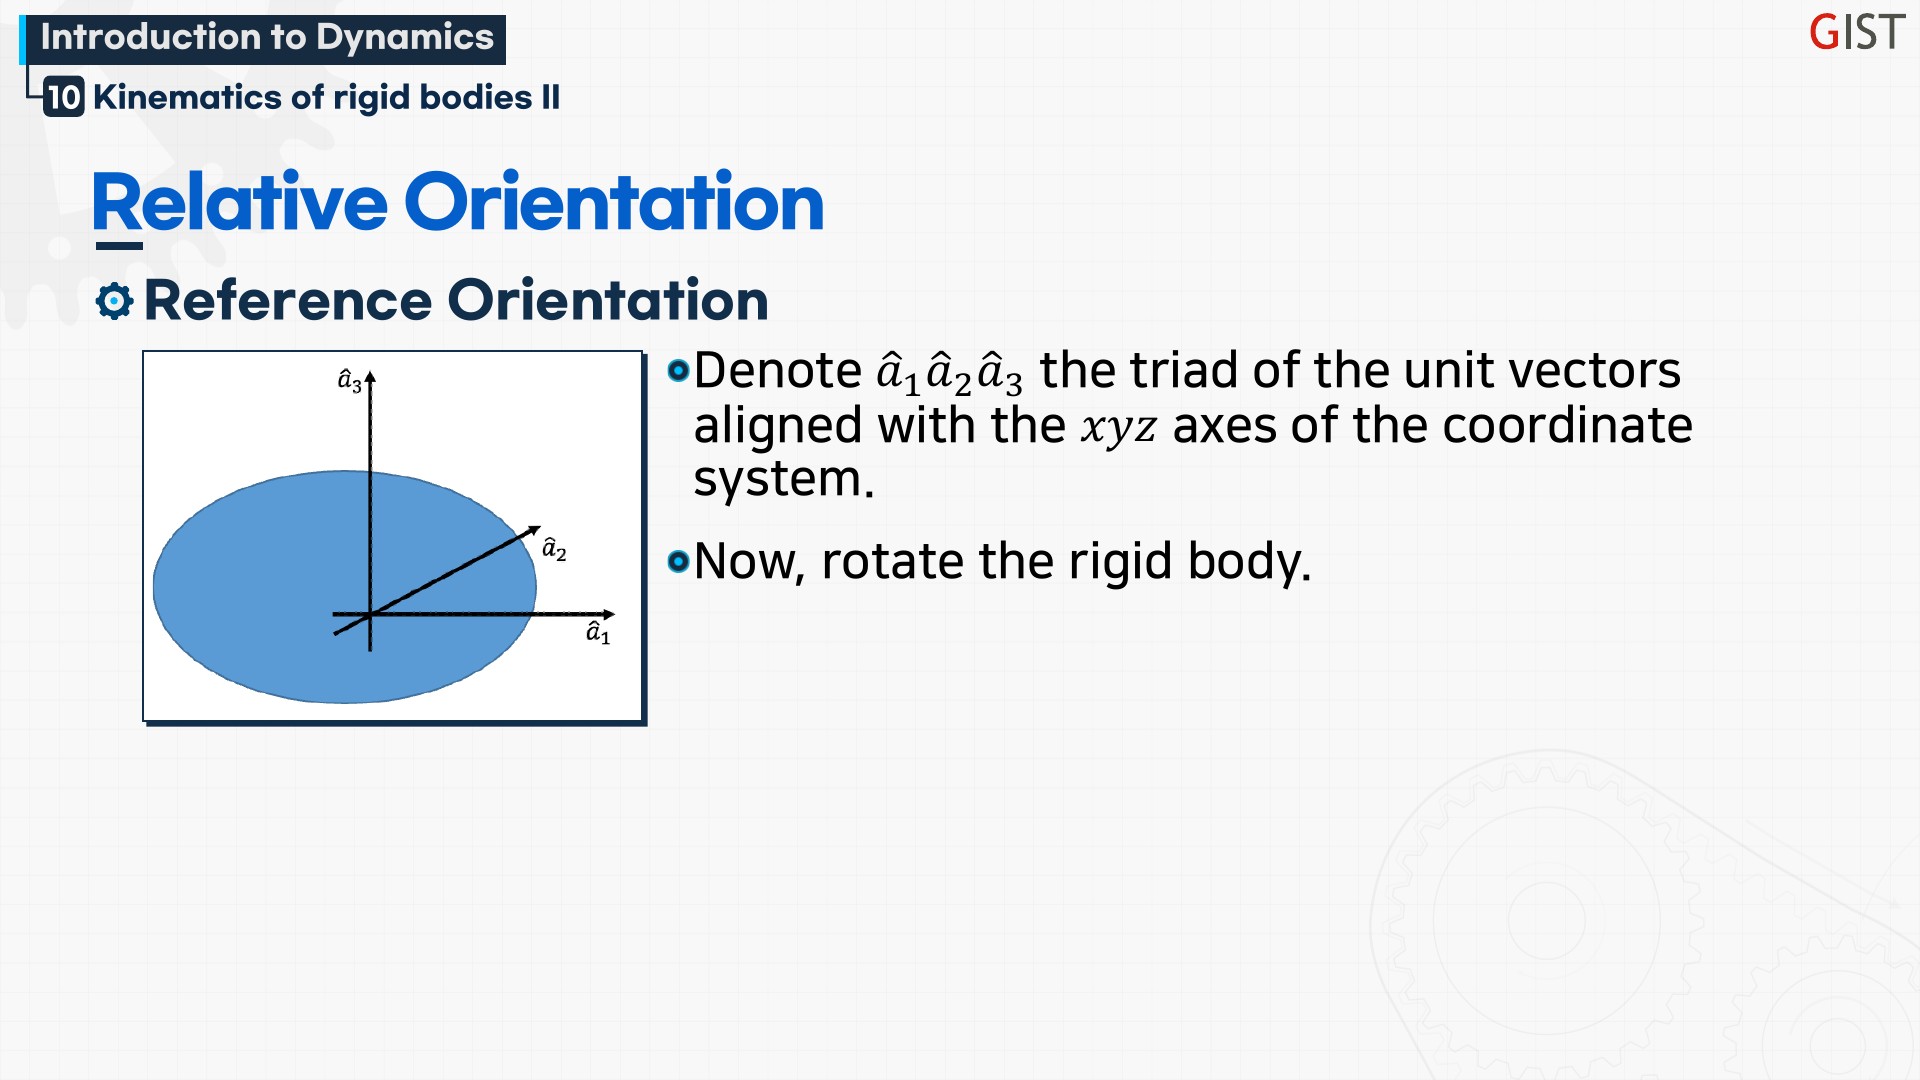 Introduction to Dynamics
GIST
10 Kinematics of rigid bodies II
Relative Orientation
Reference Orientation
Denote â₁â₂â₃ the triad of the unit vectors
aligned with the xyz axes of the coordinate
system.
Now, rotate the rigid body.
â₃
â₂
â₁